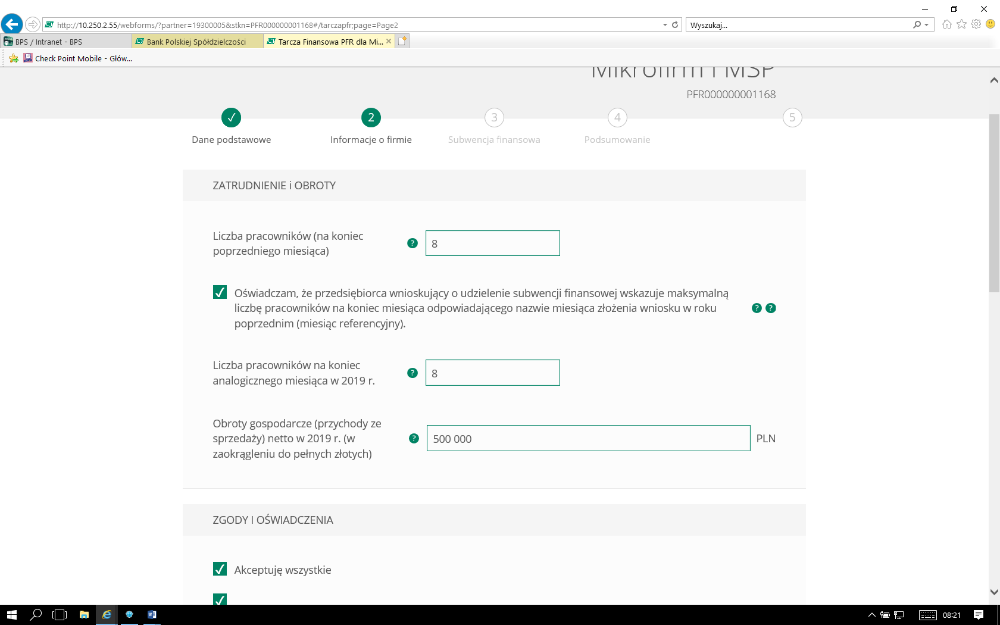 http://10.250.2.55/webforms/?partner=19300005&stkn=PFR000000001168#/tarczapfr;page=Page2
Wyszukaj...
BPS / Intranet - BPS
Bank Polskiej Spółdzielczości
Tarcza Finansowa PFR dla Mi...
Check Point Mobile - Głów...
Mikrofirm i MŚP
PFR000000001168
2
3
4
5
Dane podstawowe
Informacje o firmie
Subwencja finansowa
Podsumowanie
ZATRUDNIENIE i OBROTY
Liczba pracowników (na koniec
poprzedniego miesiąca)
?
8
Oświadczam, że przedsiębiorca wnioskujący o udzielenie subwencji finansowej wskazuje maksymalną
liczbę pracowników na koniec miesiąca odpowiadającego nazwie miesiąca złożenia wniosku w roku
poprzednim (miesiąc referencyjny).
? ?
Liczba pracowników na koniec
analogicznego miesiąca w 2019 r.
?
8
Obroty gospodarcze (przychody ze
sprzedaży) netto w 2019 r. (w
zaokrągleniu do pełnych złotych)
?
500 000
PLN
ZGODY I OŚWIADCZENIA
Akceptuję wszystkie
08:21